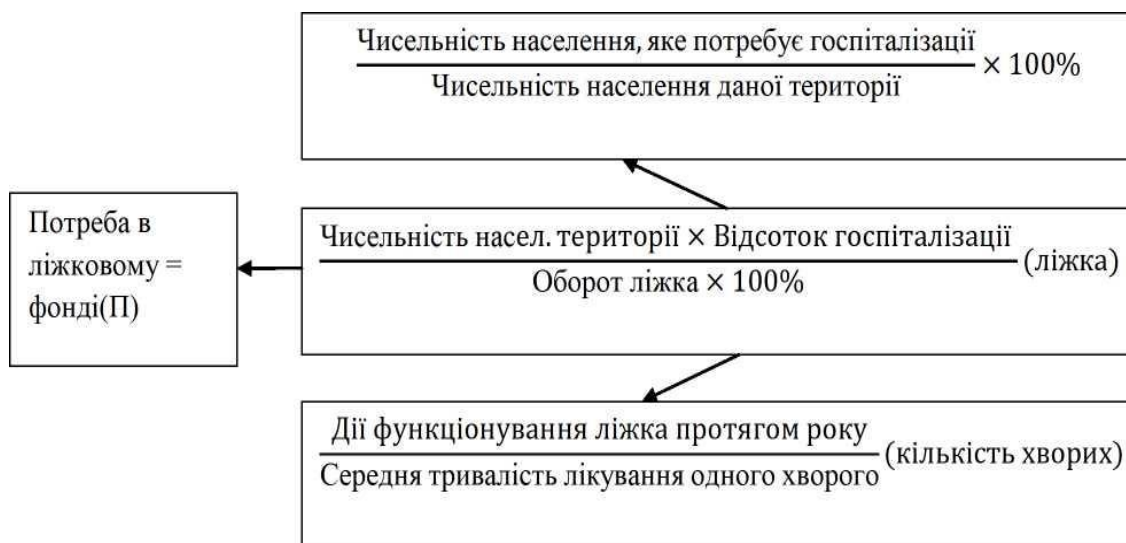 Чисельність населення, яке потребує госпіталізації
× 100%
Чисельність населення даної території
Потреба в
ліжковому =
фонді(П)
Чисельність насел. території × Відсоток госпіталізації
(ліжка)
Оборот ліжка × 100%
Дії функціонування ліжка протягом року
(кількість хворих)
Середня тривалість лікування одного хворого